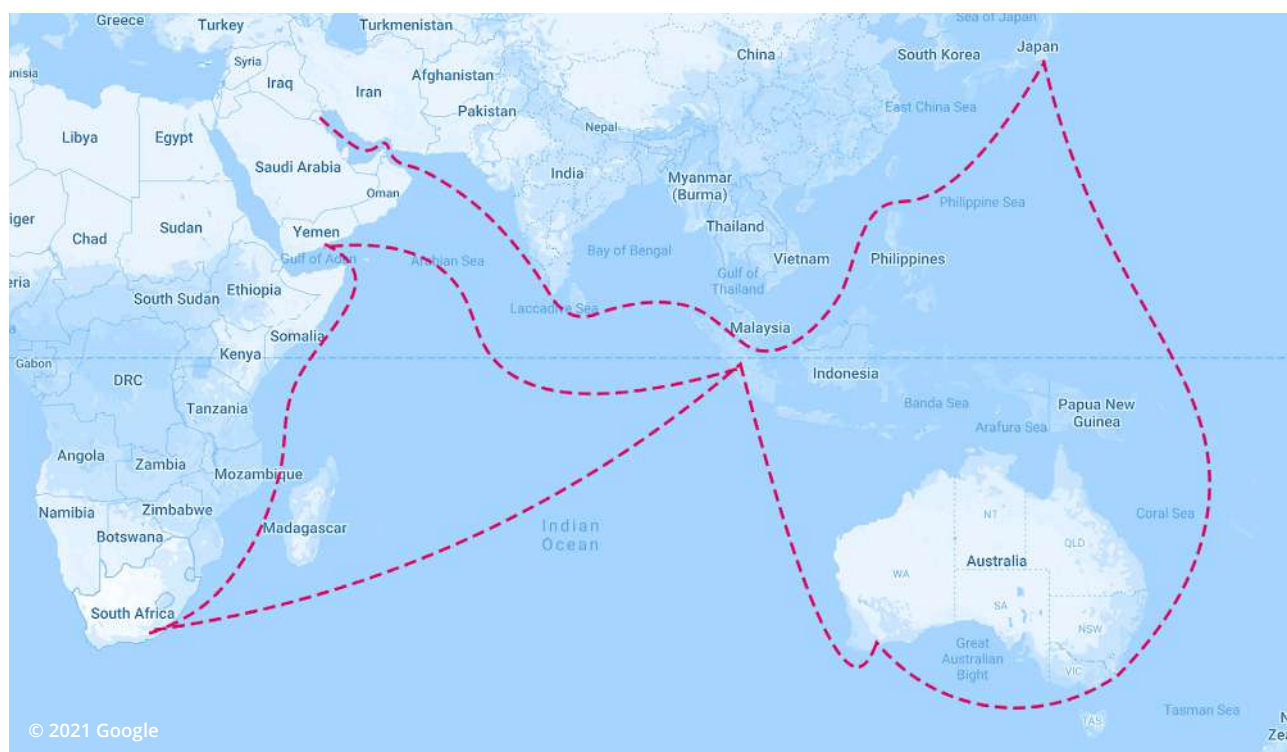 Greece
Turkey
Turkmenistan
Sea of Japan
Japan
South Korea
China
Syria
Iraq
Iran
Afghanistan
Pakistan
East China Sea
Nepal
Libya
Egypt
Saudi Arabia
India
Myanmar
(Burma)
Oman
Philippine Sea
Chad
Sudan
Yemen
Thailand
Bay of Bengal
Gulf of Aden
Arabian Sea
Vietnam
Philippines
Gulf of
Thailand
Ethiopia
South Sudan
Laccadive Sea
Malaysia
Somalia
Kenya
Gabon
DRC
Indonesia
Banda Sea
Papua New
Guinea
Tanzania
Arafura Sea
Angola
Zambia
Mozambique
Namibia
Zimbabwe
Madagascar
Botswana
Indian
Ocean
NT
Coral Sea
QLD
Australia
WA
SA
South Africa
NSW
Great
Australian
Bight
VIC
TAS
Tasman Sea
© 2021 Google